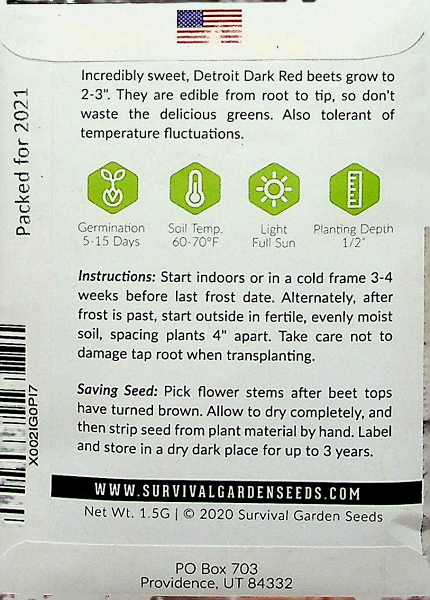 Incredibly sweet, Detroit Dark Red beets grow to
2-3". They are edible from root to tip, so don't
waste the delicious greens. Also tolerant of
temperature fluctuations.
Packed for 2021
Germination
5-15 Days
Soil Temp.
60-70°F
Light
Full Sun
Planting Depth
1/2"
Instructions: Start indoors or in a cold frame 3-4
weeks before last frost date. Alternately, after
frost is past, start outside in fertile, evenly moist
soil, spacing plants 4" apart. Take care not to
damage tap root when transplanting.
Saving Seed: Pick flower stems after beet tops
have turned brown. Allow to dry completely, and
then strip seed from plant material by hand. Label
and store in a dry dark place for up to 3 years.
X002IG0PI7
WWW.SURVIVALGARDENSEEDS.COM
Net Wt. 1.5G | © 2020 Survival Garden Seeds
PO Box 703
Providence, UT 84332